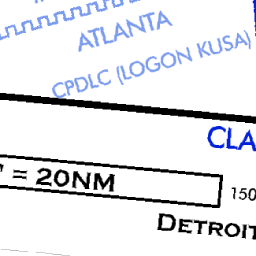 ATLANTA
CPDLC (LOGON KUSA)
CLA
" = 20NM
150
DETROIT